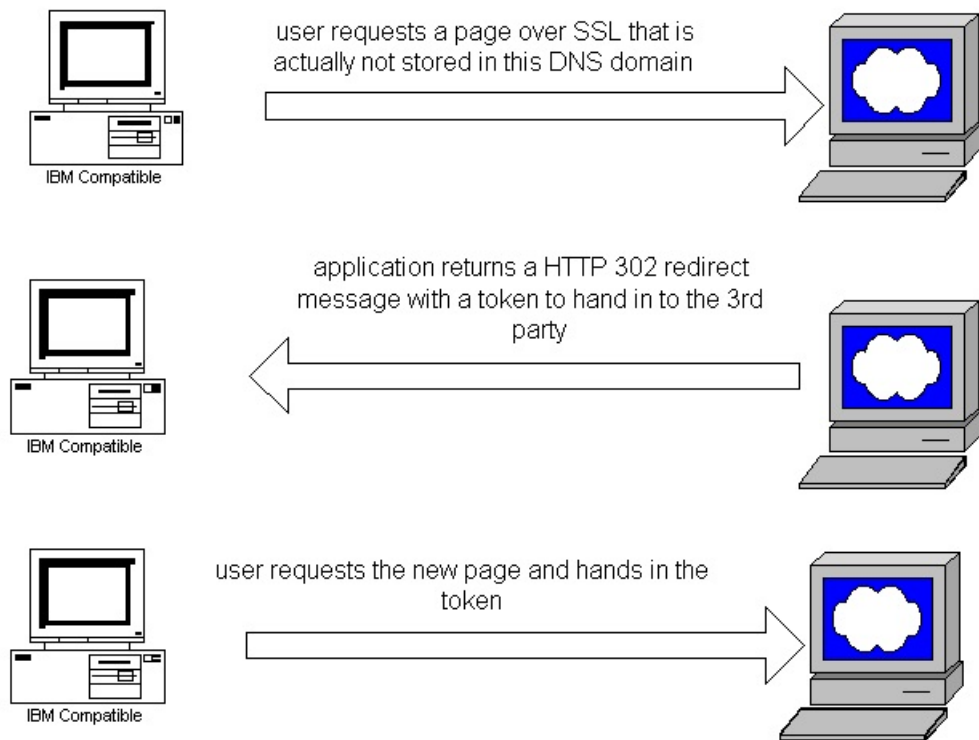 user requests a page over SSL that is
actually not stored in this DNS domain
IBM Compatible
application returns a HTTP 302 redirect
message with a token to hand in to the 3rd
party
IBM Compatible
user requests the new page and hands in the
token
IBM Compatible